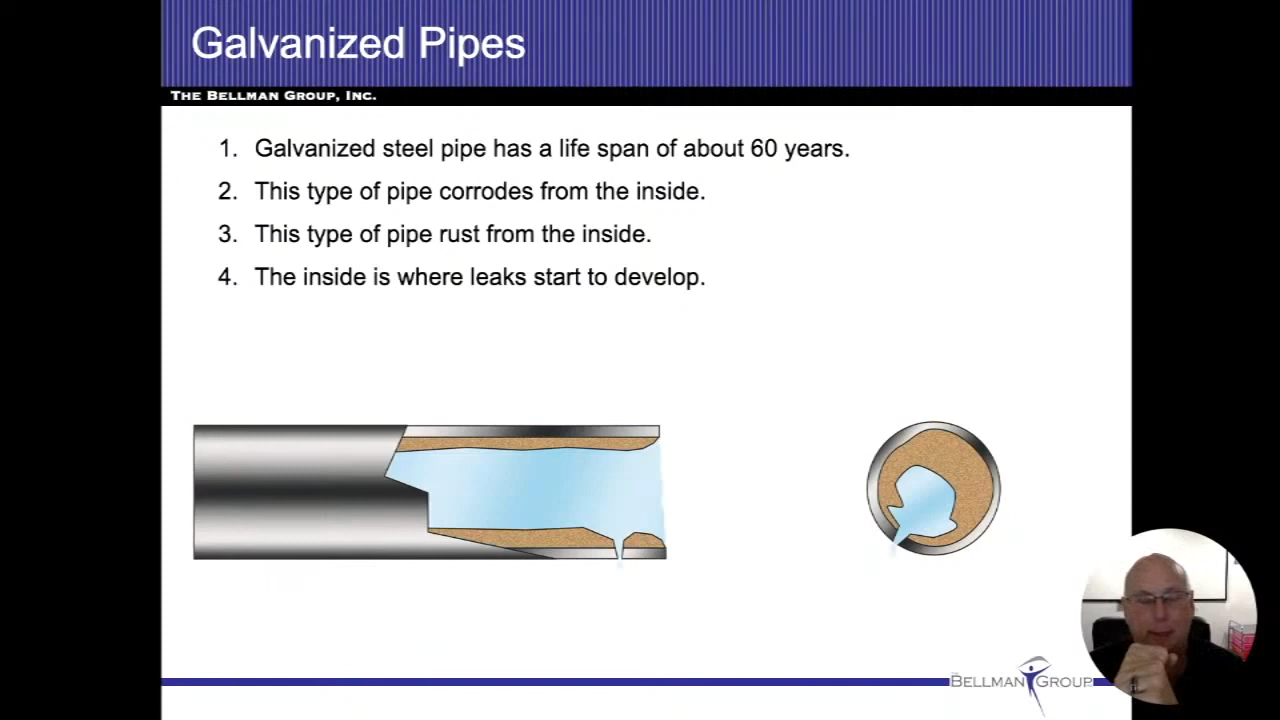 Galvanized Pipes
THE BELLMAN GROUP, INC.
1. Galvanized steel pipe has a life span of about 60 years.
2. This type of pipe corrodes from the inside.
3. This type of pipe rust from the inside.
4. The inside is where leaks start to develop.
THE BELLMAN GROUP